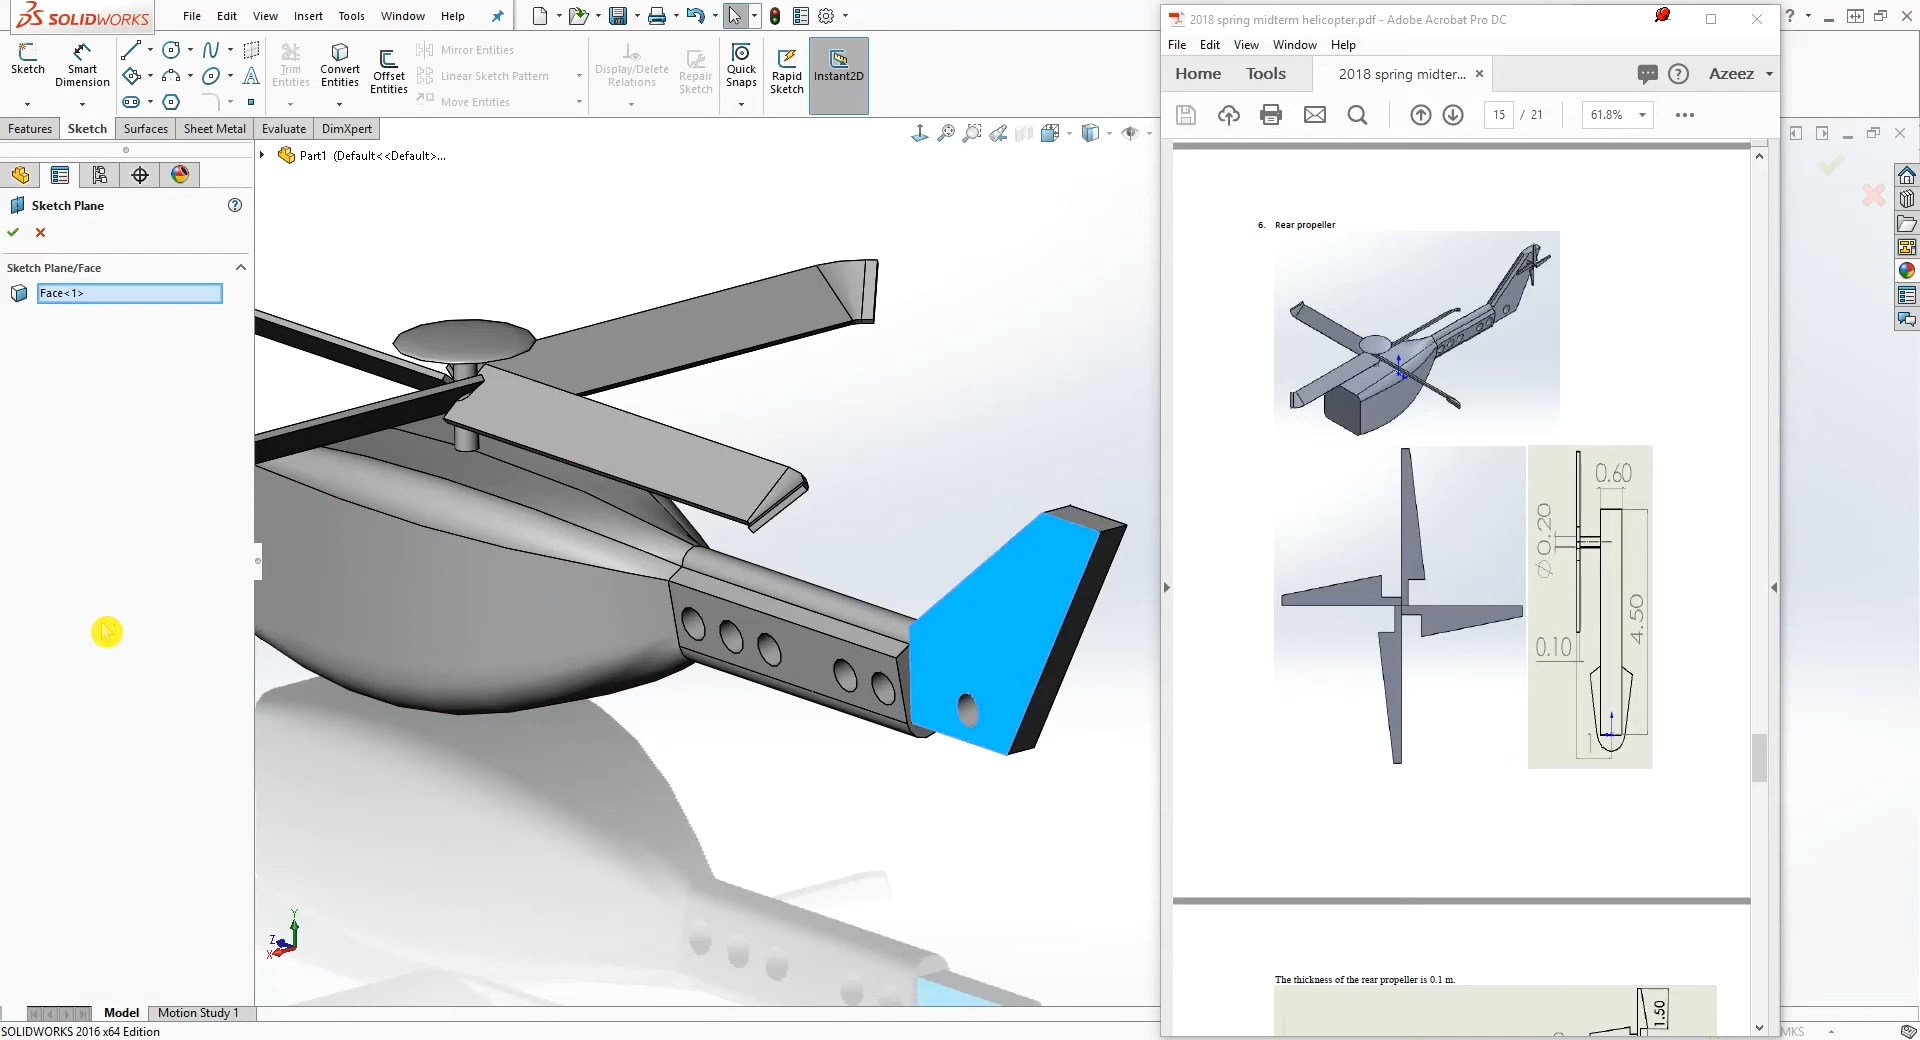 SOLIDWORKS
File Edit View Insert Tools Window Help
Sketch
Smart Dimension
Trim Entities
Convert Entities
Offset Entities
Mirror Entities
Linear Sketch Pattern
Move Entities
Display/Delete Relations
Repair Sketch
Quick Snaps
Rapid Sketch
Instant2D
Features Sketch Surfaces Sheet Metal Evaluate DimXpert
Part1 (Default<<Default>...
Sketch Plane
Sketch Plane/Face
Face<1>
Y
Z
X
Model Motion Study 1
SOLIDWORKS 2016 x64 Edition
2018 spring midterm helicopter.pdf - Adobe Acrobat Pro DC
File Edit View Window Help
Home Tools 2018 spring midter... × Azeez
15 / 21 61.8%
6. Rear propeller
0.60
Ø0.20
4.50
0.10
1
The thickness of the rear propeller is 0.1 m.
1.50
MKS